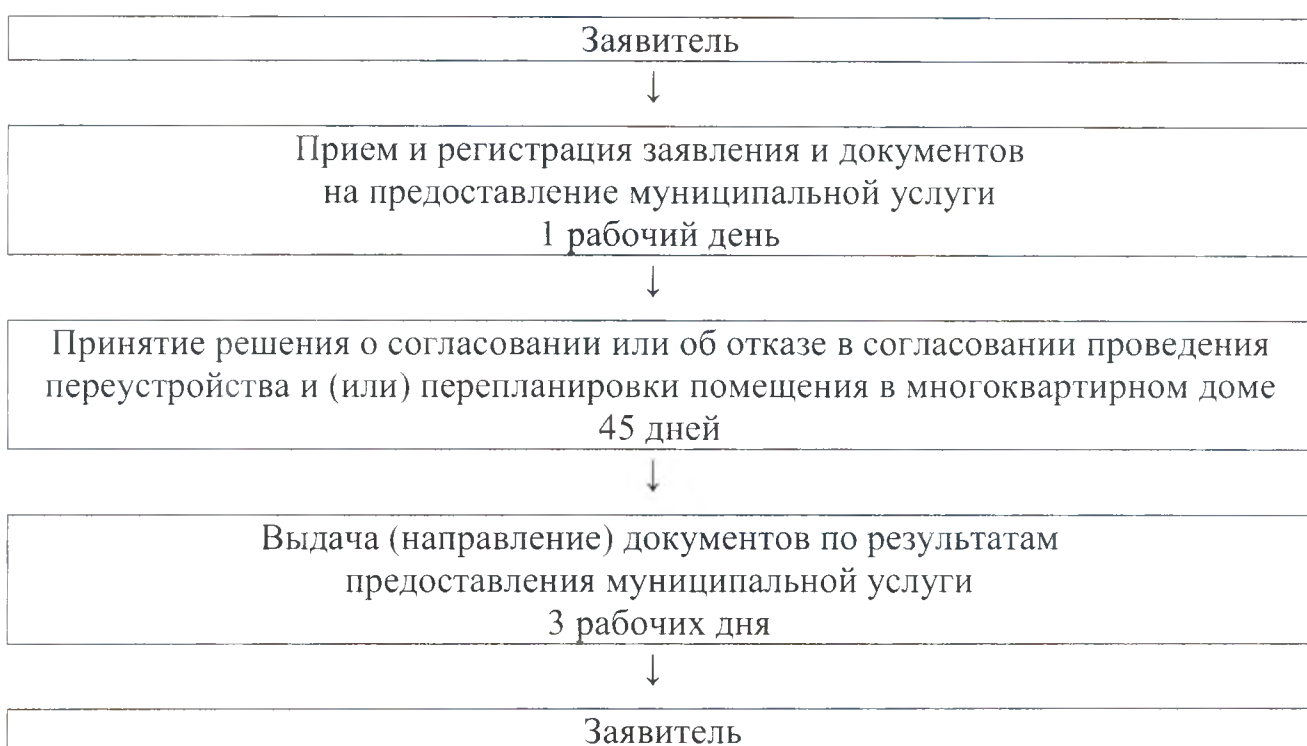 Заявитель
↓
Прием и регистрация заявления и документов
на предоставление муниципальной услуги
1 рабочий день
↓
Принятие решения о согласовании или об отказе в согласовании проведения
переустройства и (или) перепланировки помещения в многоквартирном доме
45 дней
↓
Выдача (направление) документов по результатам
предоставления муниципальной услуги
3 рабочих дня
↓
Заявитель